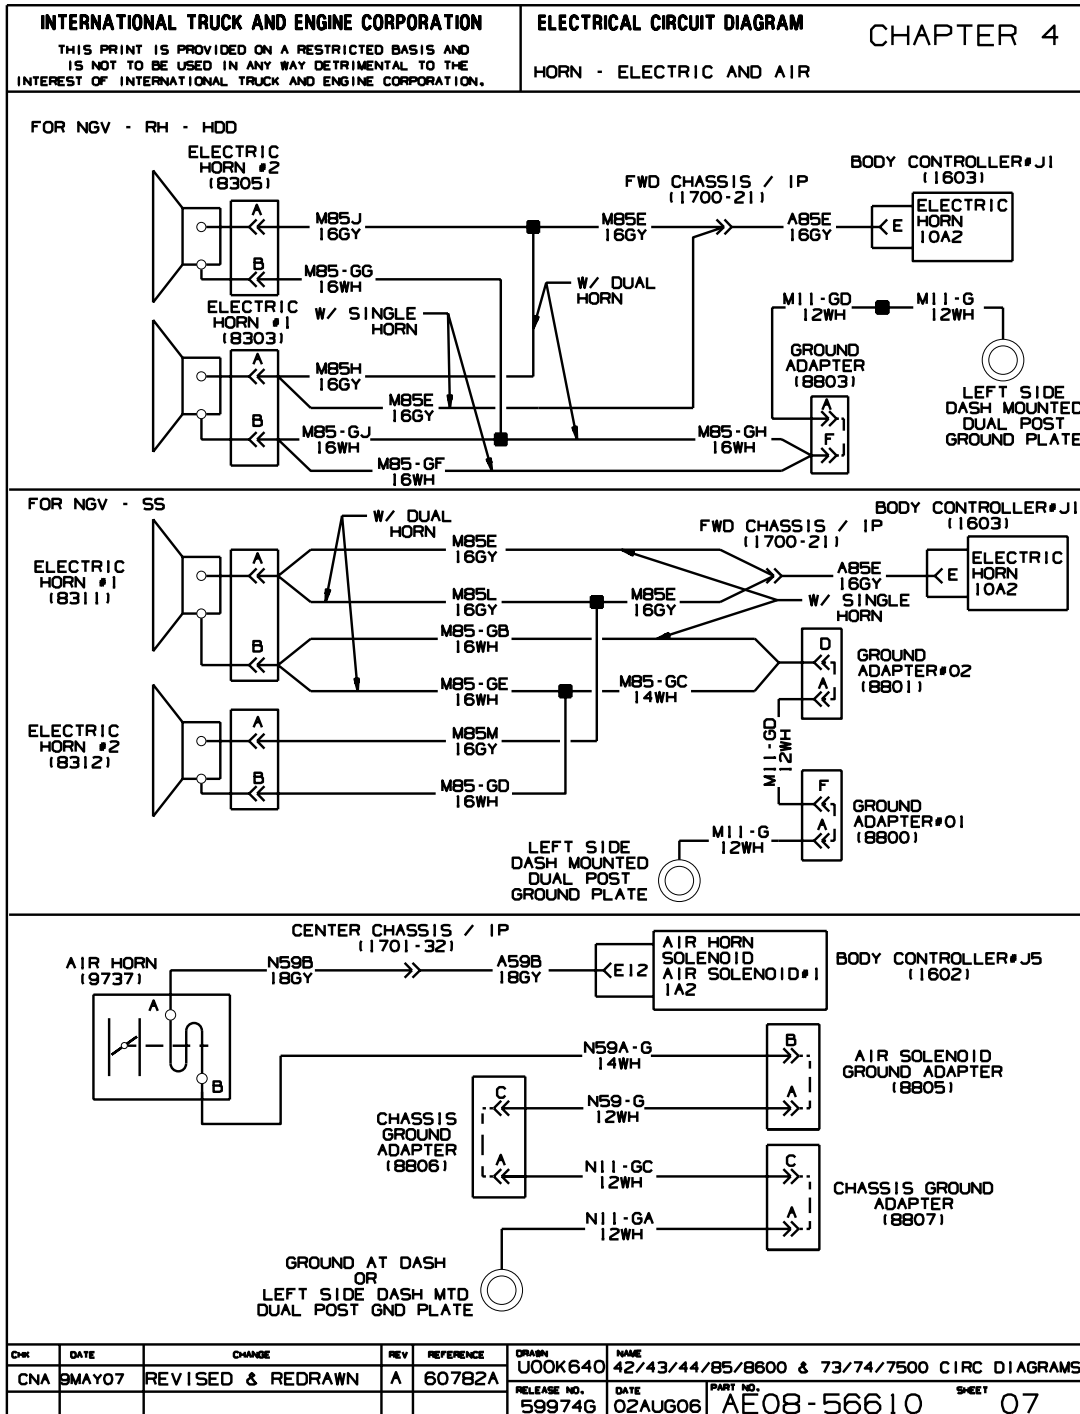 INTERNATIONAL TRUCK AND ENGINE CORPORATION
THIS PRINT IS PROVIDED ON A RESTRICTED BASIS AND
IS NOT TO BE USED IN ANY WAY DETRIMENTAL TO THE
INTEREST OF INTERNATIONAL TRUCK AND ENGINE CORPORATION.
ELECTRICAL CIRCUIT DIAGRAM
HORN - ELECTRIC AND AIR
CHAPTER 4
FOR NGV - RH - HDD
ELECTRIC
HORN #2
(8305)
A
B
M85J
16GY
M85-GG
16WH
M85E
16GY
FWD CHASSIS / IP
(1700-21)
A85E
16GY
BODY CONTROLLER#J1
(1603)
E
ELECTRIC
HORN
10A2
ELECTRIC
HORN #1
(8303)
W/ SINGLE
HORN
W/ DUAL
HORN
A
B
M85H
16GY
M85E
16GY
M85-GJ
16WH
M85-GF
16WH
M85-GH
16WH
M11-GD
12WH
M11-G
12WH
GROUND
ADAPTER
(8803)
A
F
LEFT SIDE
DASH MOUNTED
DUAL POST
GROUND PLATE
FOR NGV - SS
ELECTRIC
HORN #1
(8311)
A
B
W/ DUAL
HORN
M85E
16GY
M85L
16GY
M85E
16GY
M85-GB
16WH
M85-GE
16WH
M85-GC
14WH
FWD CHASSIS / IP
(1700-21)
A85E
16GY
BODY CONTROLLER#J1
(1603)
E
ELECTRIC
HORN
10A2
W/ SINGLE
HORN
D
A
GROUND
ADAPTER#02
(8801)
ELECTRIC
HORN #2
(8312)
A
B
M85M
16GY
M85-GD
16WH
M11-GD
12WH
F
A
GROUND
ADAPTER#01
(8800)
M11-G
12WH
LEFT SIDE
DASH MOUNTED
DUAL POST
GROUND PLATE
CENTER CHASSIS / IP
(1701-32)
AIR HORN
(9737)
A
B
N59B
18GY
A59B
18GY
E12
AIR HORN
SOLENOID
AIR SOLENOID#1
1A2
BODY CONTROLLER#J5
(1602)
N59A-G
14WH
B
A
AIR SOLENOID
GROUND ADAPTER
(8805)
N59-G
12WH
CHASSIS
GROUND
ADAPTER
(8806)
C
A
N11-GC
12WH
C
A
CHASSIS GROUND
ADAPTER
(8807)
N11-GA
12WH
GROUND AT DASH
OR
LEFT SIDE DASH MTD
DUAL POST GND PLATE
CHK DATE CHANGE REV REFERENCE
CNA 9MAY07 REVISED & REDRAWN A 60782A
DRAWN
U00K640
NAME
42/43/44/85/8600 & 73/74/7500 CIRC DIAGRAMS
RELEASE NO.
59974G
DATE
02AUG06
PART NO.
AE08-56610
SHEET
07